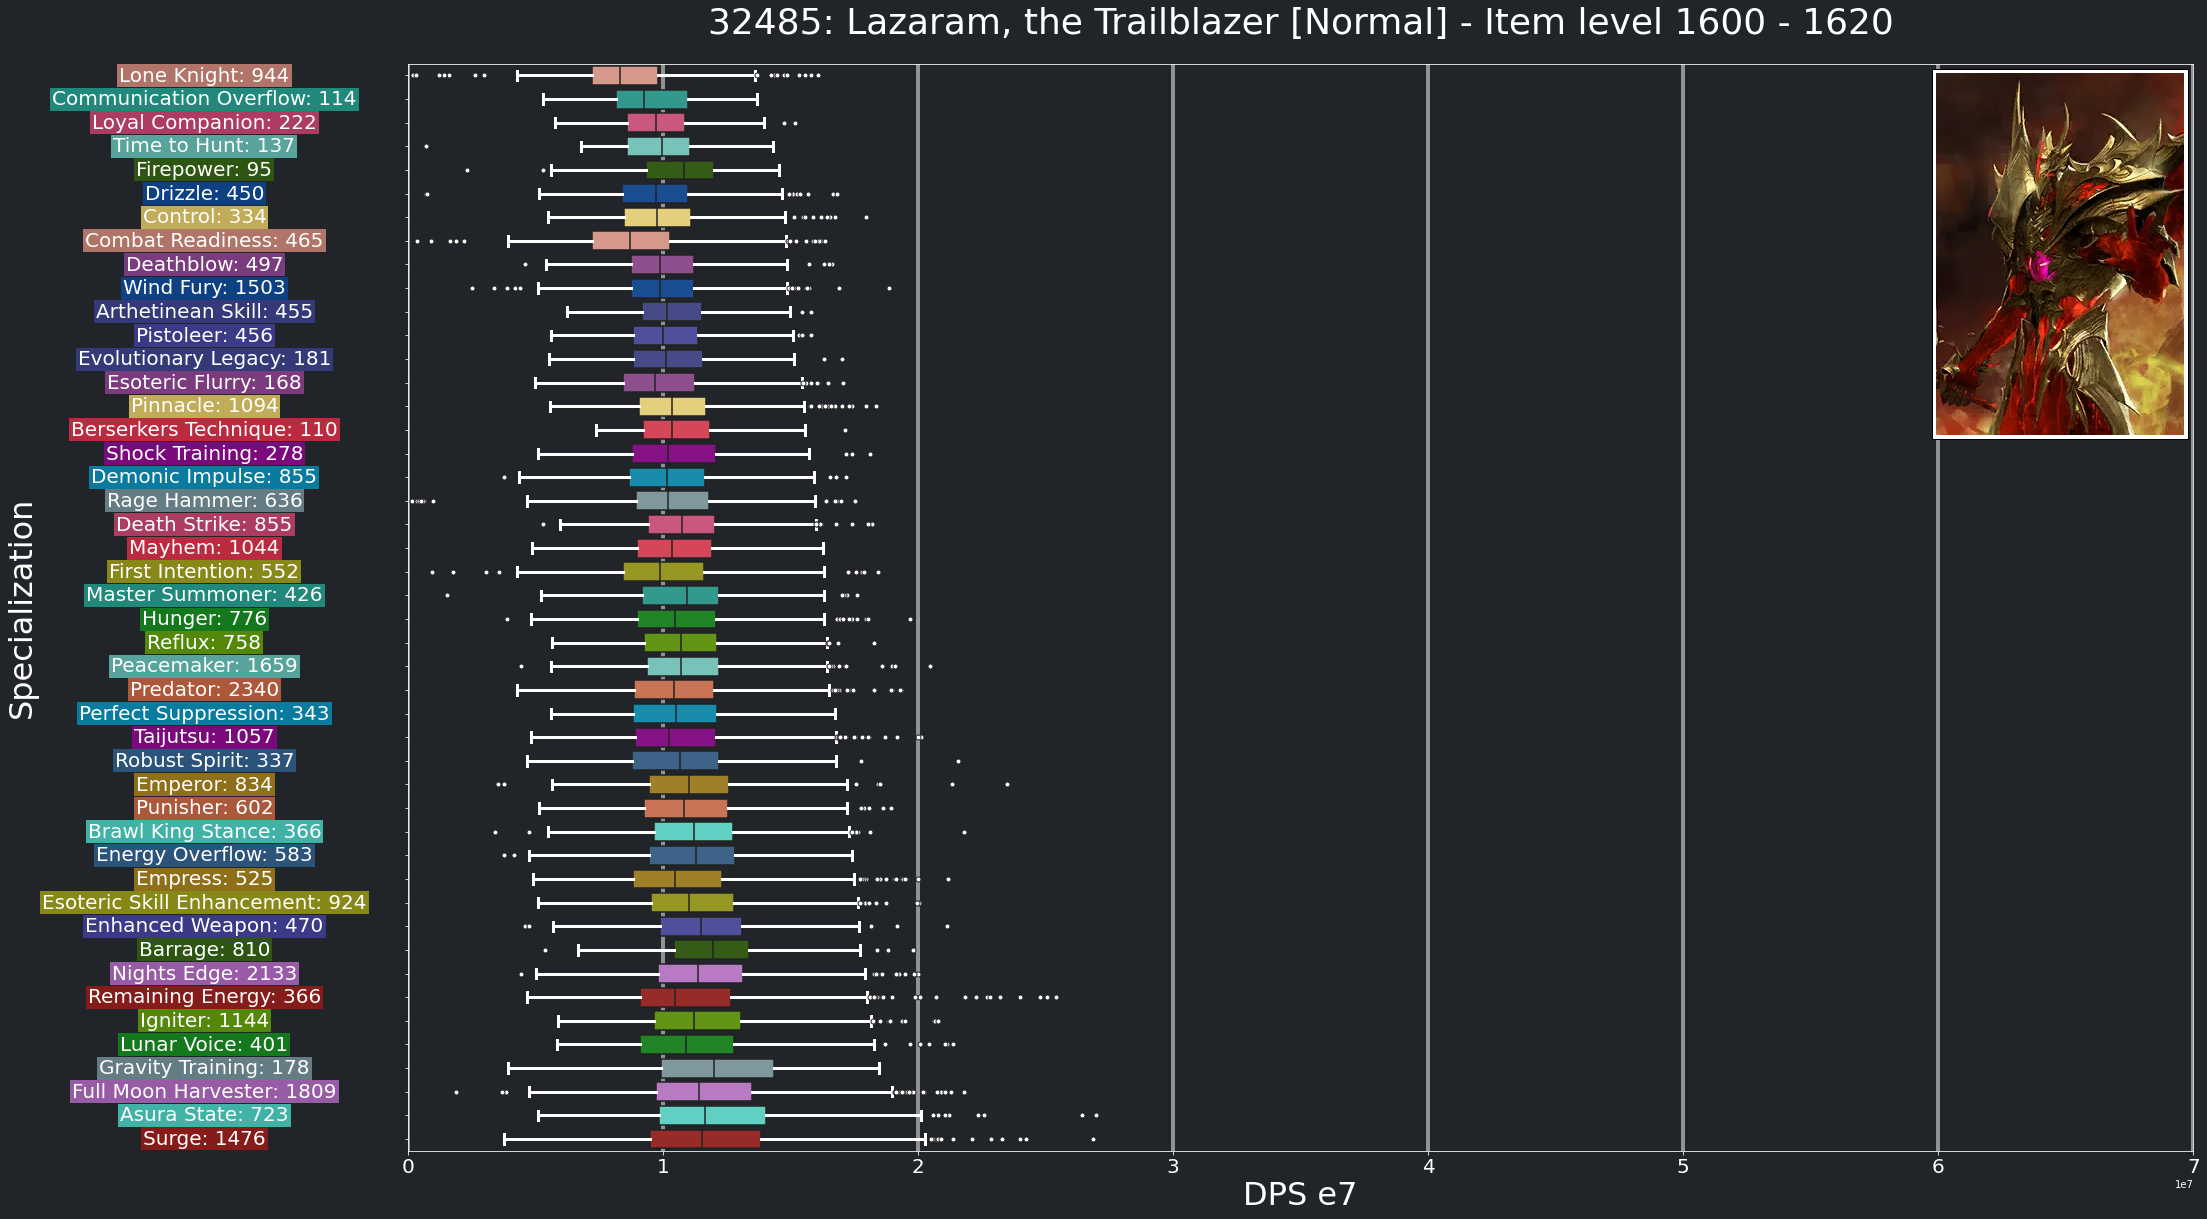 32485: Lazaram, the Trailblazer [Normal] - Item level 1600 - 1620
Lone Knight: 944
Communication Overflow: 114
Loyal Companion: 222
Time to Hunt: 137
Firepower: 95
Drizzle: 450
Control: 334
Combat Readiness: 465
Deathblow: 497
Wind Fury: 1503
Arthetinean Skill: 455
Pistoleer: 456
Evolutionary Legacy: 181
Esoteric Flurry: 168
Pinnacle: 1094
Berserkers Technique: 110
Shock Training: 278
Demonic Impulse: 855
Rage Hammer: 636
Death Strike: 855
Mayhem: 1044
First Intention: 552
Master Summoner: 426
Hunger: 776
Reflux: 758
Peacemaker: 1659
Predator: 2340
Perfect Suppression: 343
Taijutsu: 1057
Robust Spirit: 337
Emperor: 834
Punisher: 602
Brawl King Stance: 366
Energy Overflow: 583
Empress: 525
Esoteric Skill Enhancement: 924
Enhanced Weapon: 470
Barrage: 810
Nights Edge: 2133
Remaining Energy: 366
Igniter: 1144
Lunar Voice: 401
Gravity Training: 178
Full Moon Harvester: 1809
Asura State: 723
Surge: 1476
Specialization
0 1 2 3 4 5 6 7
1e7
DPS e7